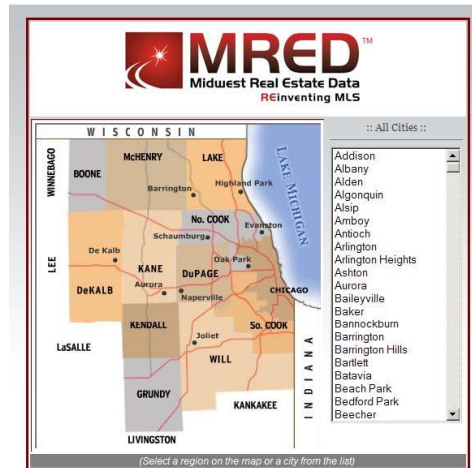 MRED™
Midwest Real Estate Data
REinventing MLS
:: All Cities ::
WISCONSIN
WINNEBAGO
BOONE
McHENRY
LAKE
LAKE MICHIGAN
Barrington
Highland Park
No. COOK
Evanston
Schaumburg
LEE
De Kalb
KANE
DuPAGE
Oak Park
Aurora
Naperville
CHICAGO
DeKALB
KENDALL
So. COOK
Joliet
LaSALLE
WILL
INDIANA
GRUNDY
KANKAKEE
LIVINGSTON
Addison
Albany
Alden
Algonquin
Alsip
Amboy
Antioch
Arlington
Arlington Heights
Ashton
Aurora
Baileyville
Baker
Bannockburn
Barrington
Barrington Hills
Bartlett
Batavia
Beach Park
Bedford Park
Beecher
(Select a region on the map or a city from the list)